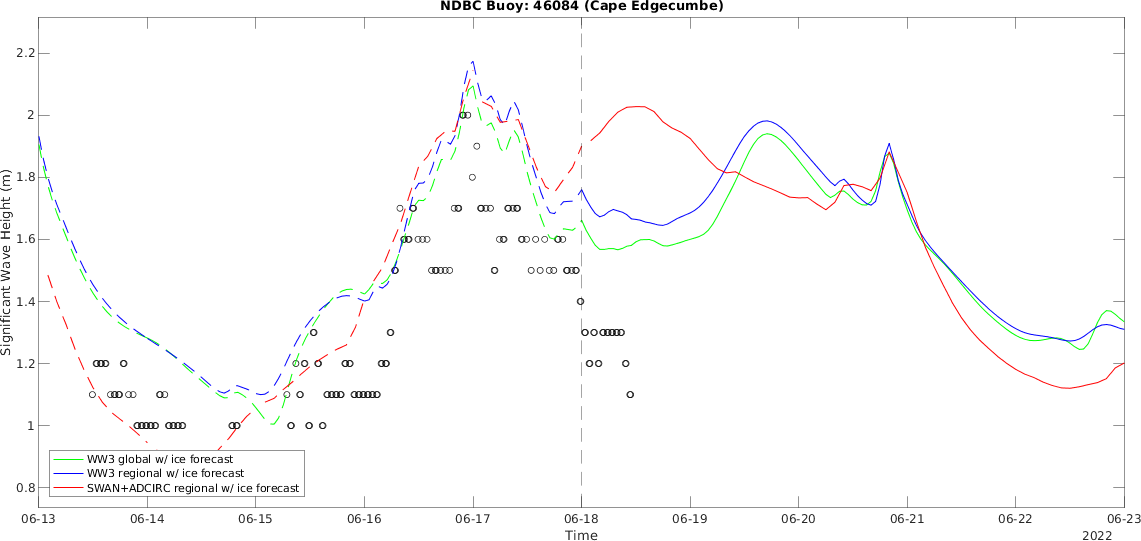 NDBC Buoy: 46084 (Cape Edgecumbe)
Significant Wave Height (m)
2.2
2
1.8
1.6
1.4
1.2
1
0.8
WW3 global w/ ice forecast
WW3 regional w/ ice forecast
SWAN+ADCIRC regional w/ ice forecast
06-13 06-14 06-15 06-16 06-17 06-18 06-19 06-20 06-21 06-22 06-23
Time
2022